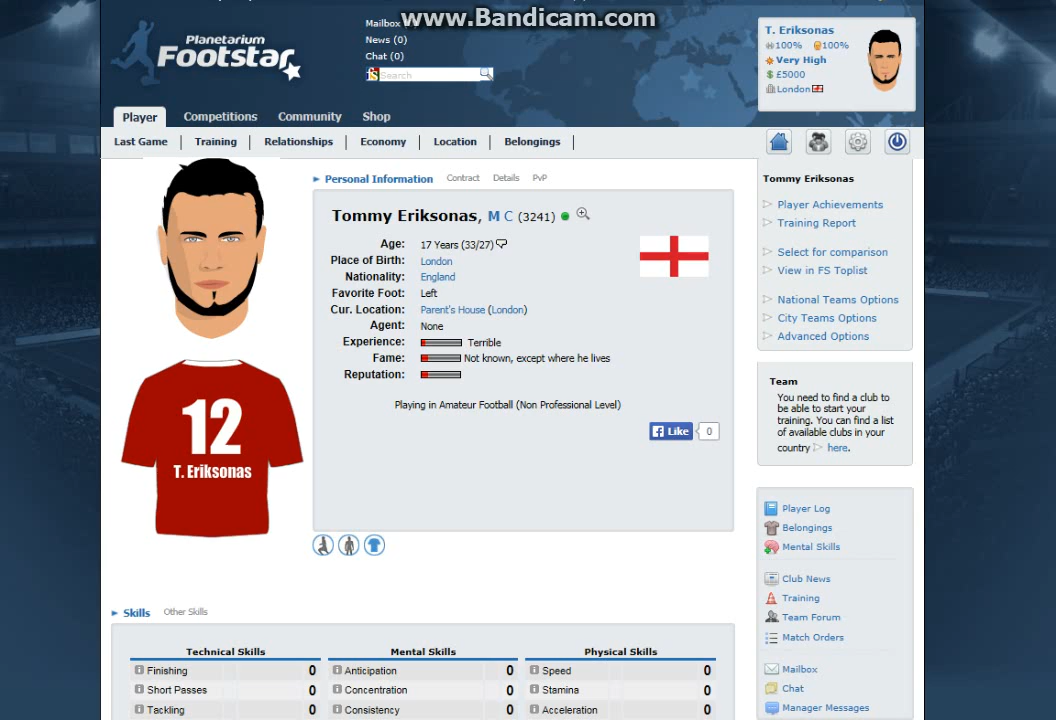 www.Bandicam.com
Planetarium
Footstar
Mailbox
News (0)
Chat (0)
fs Search
T. Eriksonas
100% 100%
Very High
£5000
London
Player Competitions Community Shop
Last Game Training Relationships Economy Location Belongings
Personal Information Contract Details PvP
Tommy Eriksonas, M C (3241)
Age: 17 Years (33/27)
Place of Birth: London
Nationality: England
Favorite Foot: Left
Cur. Location: Parent's House (London)
Agent: None
Experience: Terrible
Fame: Not known, except where he lives
Reputation:
Playing in Amateur Football (Non Professional Level)
Like 0
12
T. Eriksonas
Tommy Eriksonas
Player Achievements
Training Report
Select for comparison
View in FS Toplist
National Teams Options
City Teams Options
Advanced Options
Team
You need to find a club to
be able to start your
training. You can find a list
of available clubs in your
country here.
Player Log
Belongings
Mental Skills
Club News
Training
Team Forum
Match Orders
Mailbox
Chat
Manager Messages
Skills Other Skills
Technical Skills Mental Skills Physical Skills
Finishing 0 Anticipation 0 Speed 0
Short Passes 0 Concentration 0 Stamina 0
Tackling 0 Consistency 0 Acceleration 0